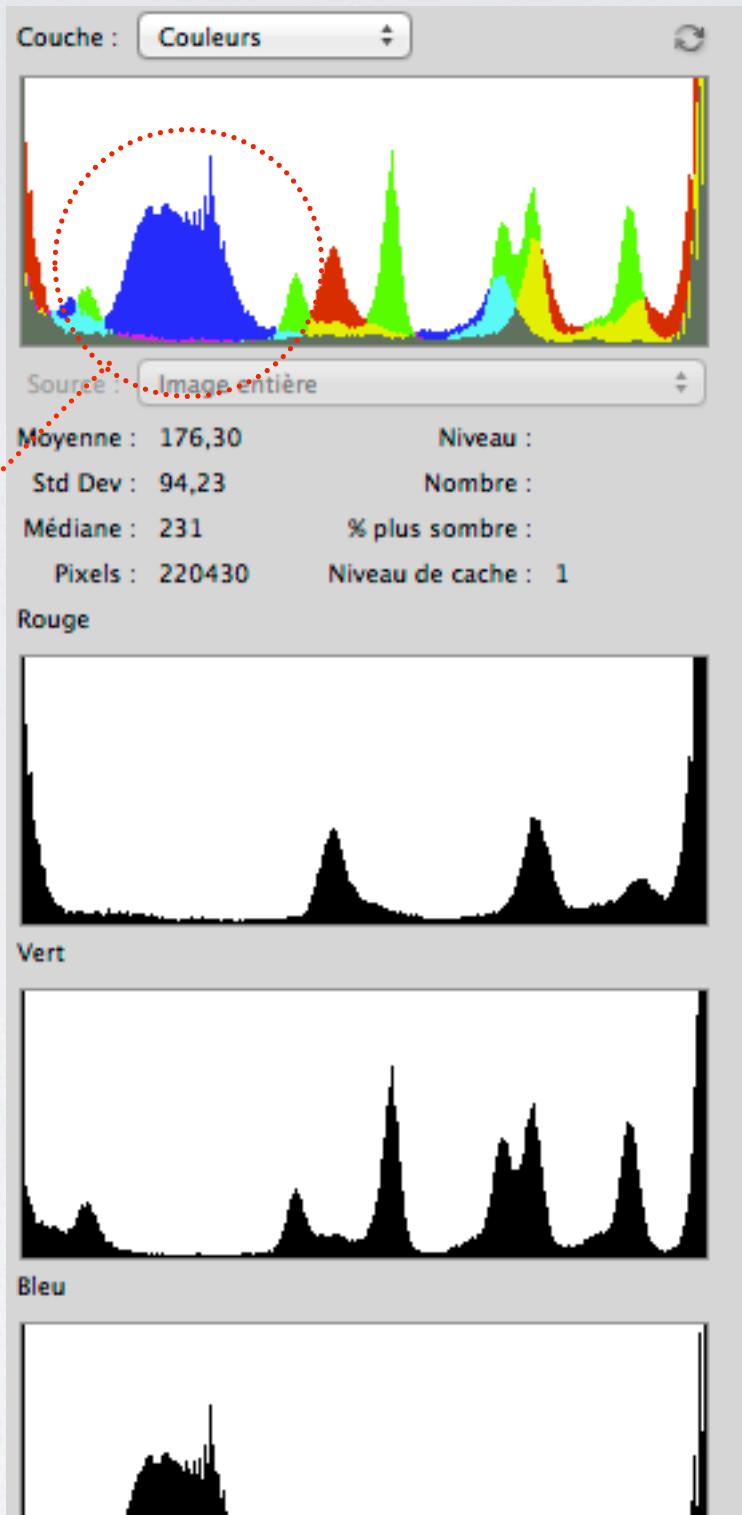 Couche : Couleurs
Source : Image entière
Moyenne : 176,30 Niveau :
Std Dev : 94,23 Nombre :
Médiane : 231 % plus sombre :
Pixels : 220430 Niveau de cache : 1
Rouge
Vert
Bleu